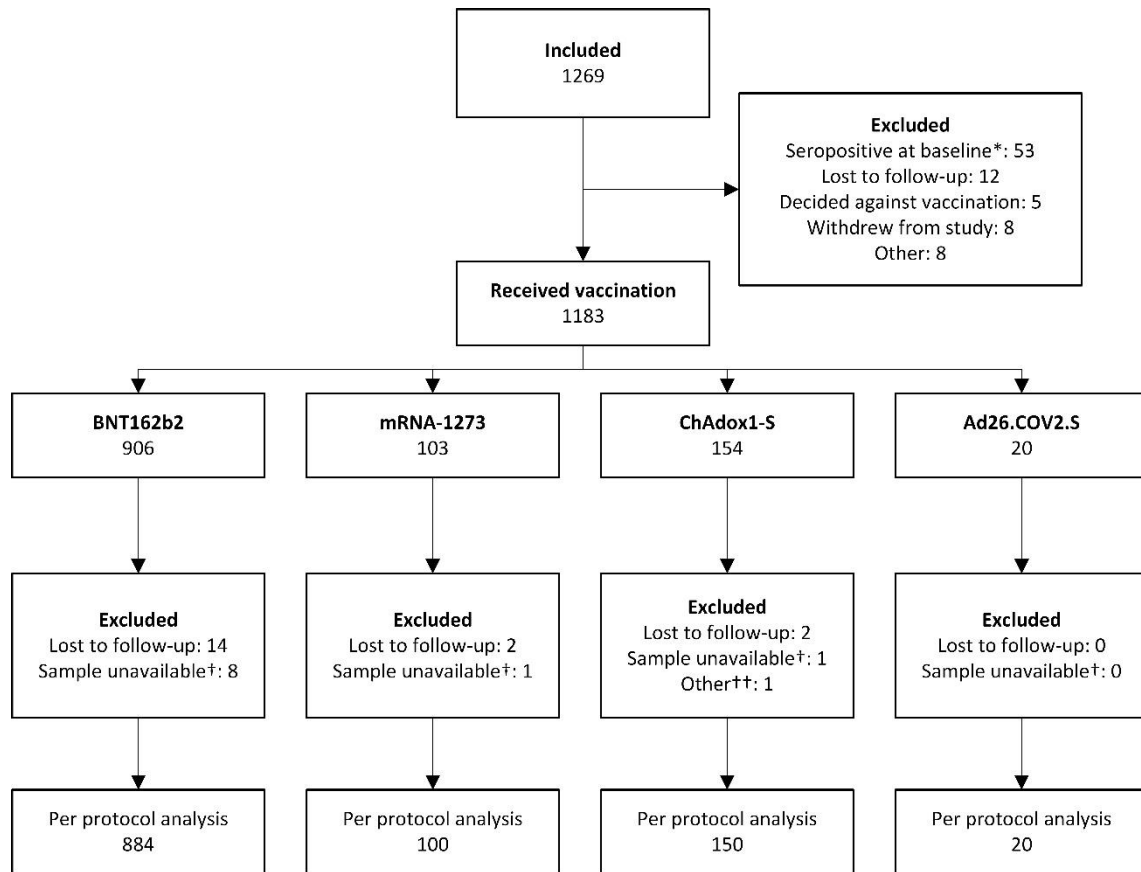 Included
1269
Excluded
Seropositive at baseline*: 53
Lost to follow-up: 12
Decided against vaccination: 5
Withdrew from study: 8
Other: 8
Received vaccination
1183
BNT162b2
906
mRNA-1273
103
ChAdox1-S
154
Ad26.COV2.S
20
Excluded
Lost to follow-up: 14
Sample unavailable†: 8
Excluded
Lost to follow-up: 2
Sample unavailable†: 1
Excluded
Lost to follow-up: 2
Sample unavailable†: 1
Other††: 1
Excluded
Lost to follow-up: 0
Sample unavailable†: 0
Per protocol analysis
884
Per protocol analysis
100
Per protocol analysis
150
Per protocol analysis
20